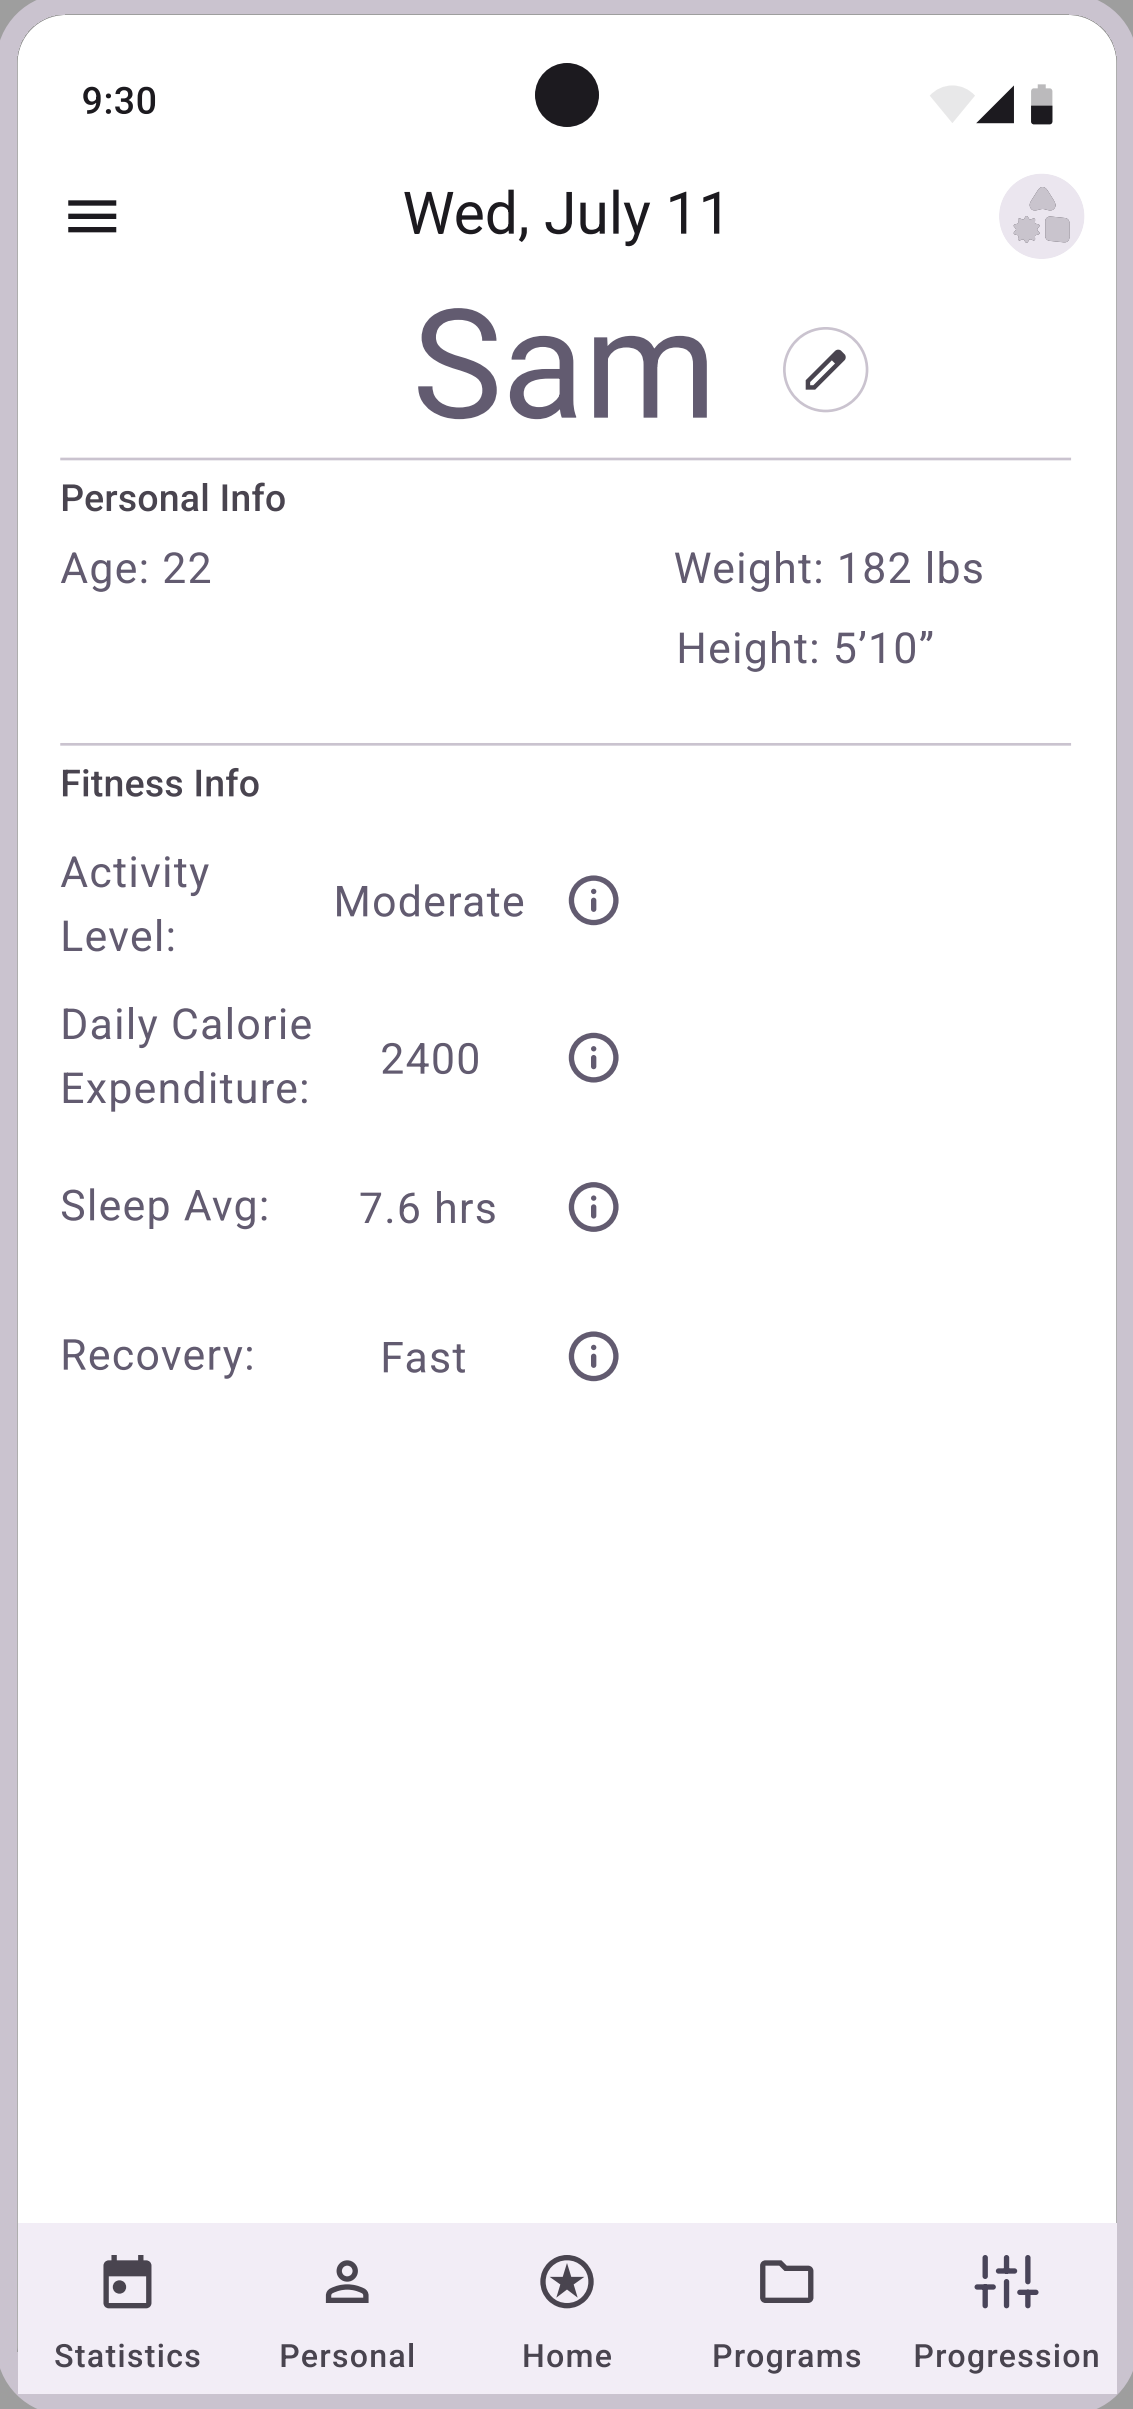 9:30
Wed, July 11
Sam
Personal Info
Age: 22
Weight: 182 lbs
Height: 5’10”
Fitness Info
Activity
Level:
Moderate
Daily Calorie
Expenditure:
2400
Sleep Avg:
7.6 hrs
Recovery:
Fast
Statistics
Personal
Home
Programs
Progression